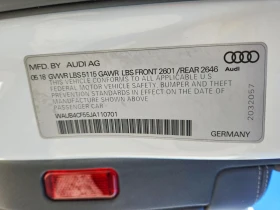 MFD. BY AUDI AG
05.18 GVWR LBS 5115 GAWR LBS FRONT 2601 /REAR 2646
THIS VEHICLE CONFORMS TO ALL APPLICABLE
FEDERAL MOTOR VEHICLE SAFETY, BUMPER
AND THEFT PREVENTION STANDARDS IN EFFECT
ON THE DATE OF MANUFACTURE SHOWN ABOVE
PASSENGER CAR
WAUB4CF55JA110701
Audi
2032057
GERMANY